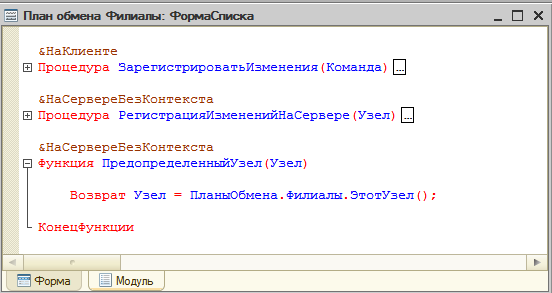 План обмена Филиалы: ФормаСписка
&НаКлиенте
Процедура ЗарегистрироватьИзменения(Команда) ...
&НаСервереБезКонтекста
Процедура РегистрацияИзмененийНаСервере(Узел) ...
&НаСервереБезКонтекста
Функция ПредопределенныйУзел(Узел)
Возврат Узел = ПланыОбмена.Филиалы.ЭтотУзел();
КонецФункции
Форма Модуль